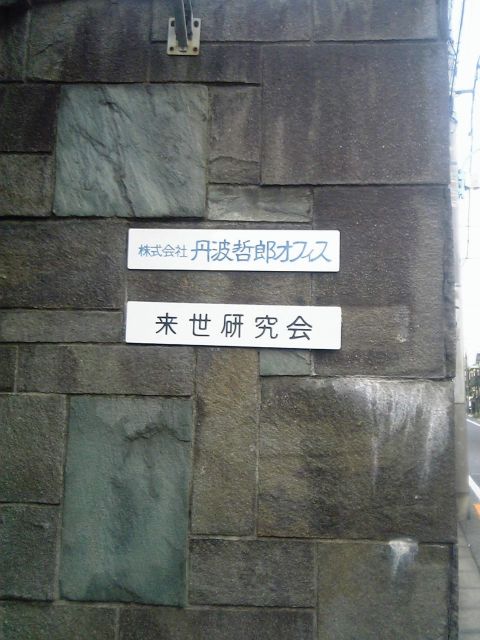 株式会社 丹波哲郎オフィス
来世研究会